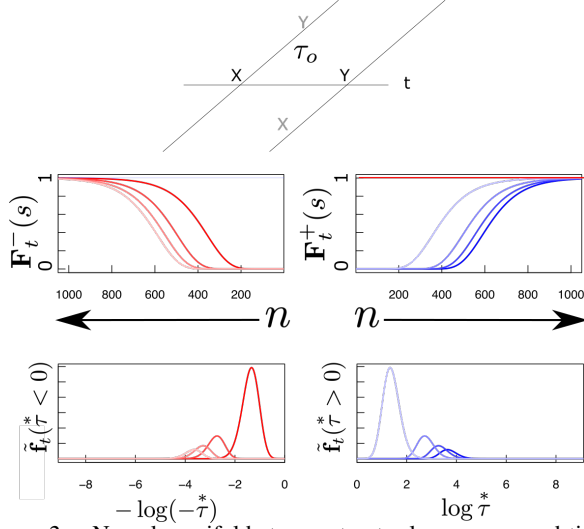 Y
τₒ
X Y t
X
F_t^−(s) 1 0
1000 800 600 400 200
n
F_t^+(s) 1 0
200 400 600 800 1000
n
f̃_t(τ* < 0)
−8 −6 −4 −2 0
− log(−τ*)
f̃_t(τ* > 0)
0 2 4 6 8
log τ*